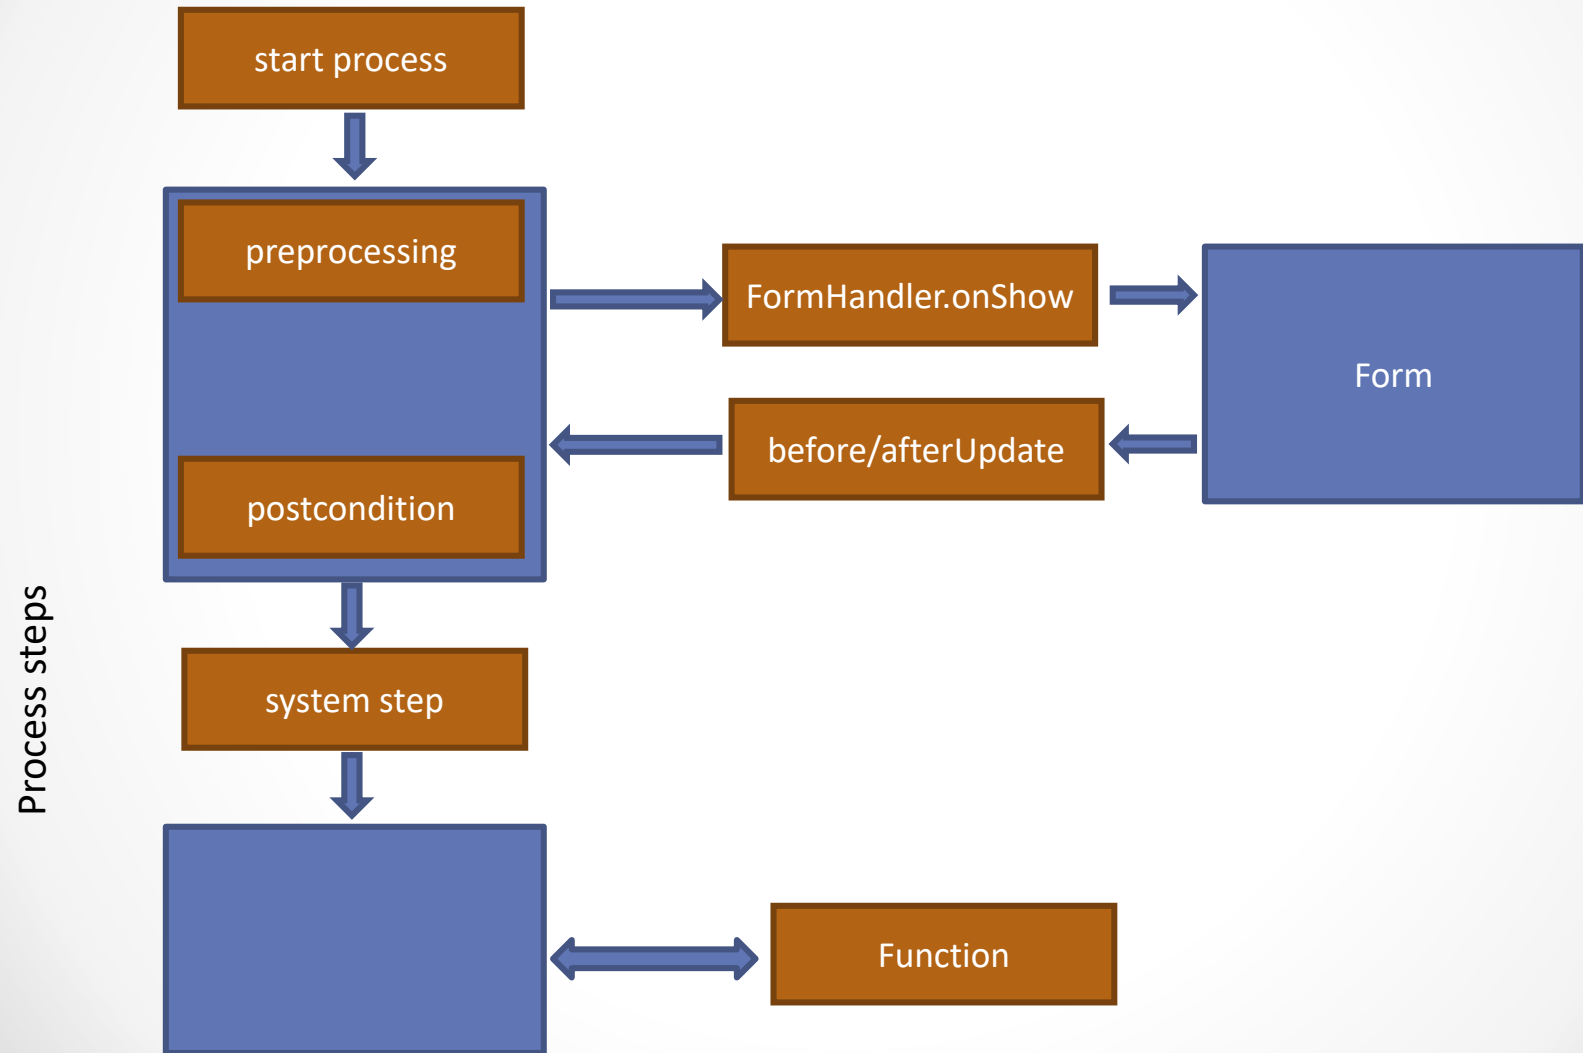 start process
preprocessing
FormHandler.onShow
Form
before/afterUpdate
postcondition
Process steps
system step
Function